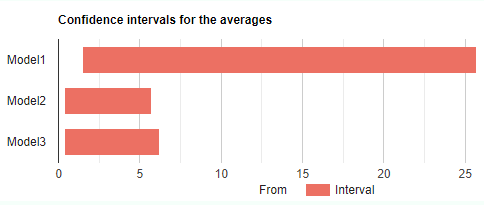 Confidence intervals for the averages
Model1
Model2
Model3
0 5 10 15 20 25
From Interval